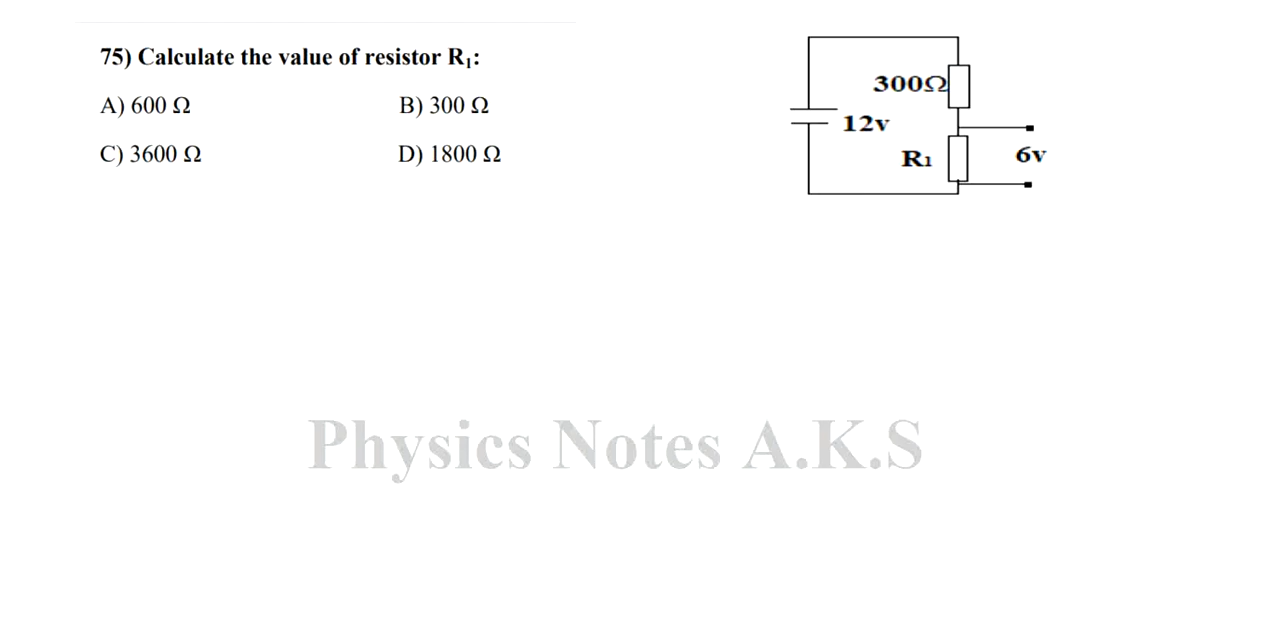 75) Calculate the value of resistor R₁:
A) 600 Ω
B) 300 Ω
C) 3600 Ω
D) 1800 Ω
300Ω
12v
R1
6v
Physics Notes A.K.S